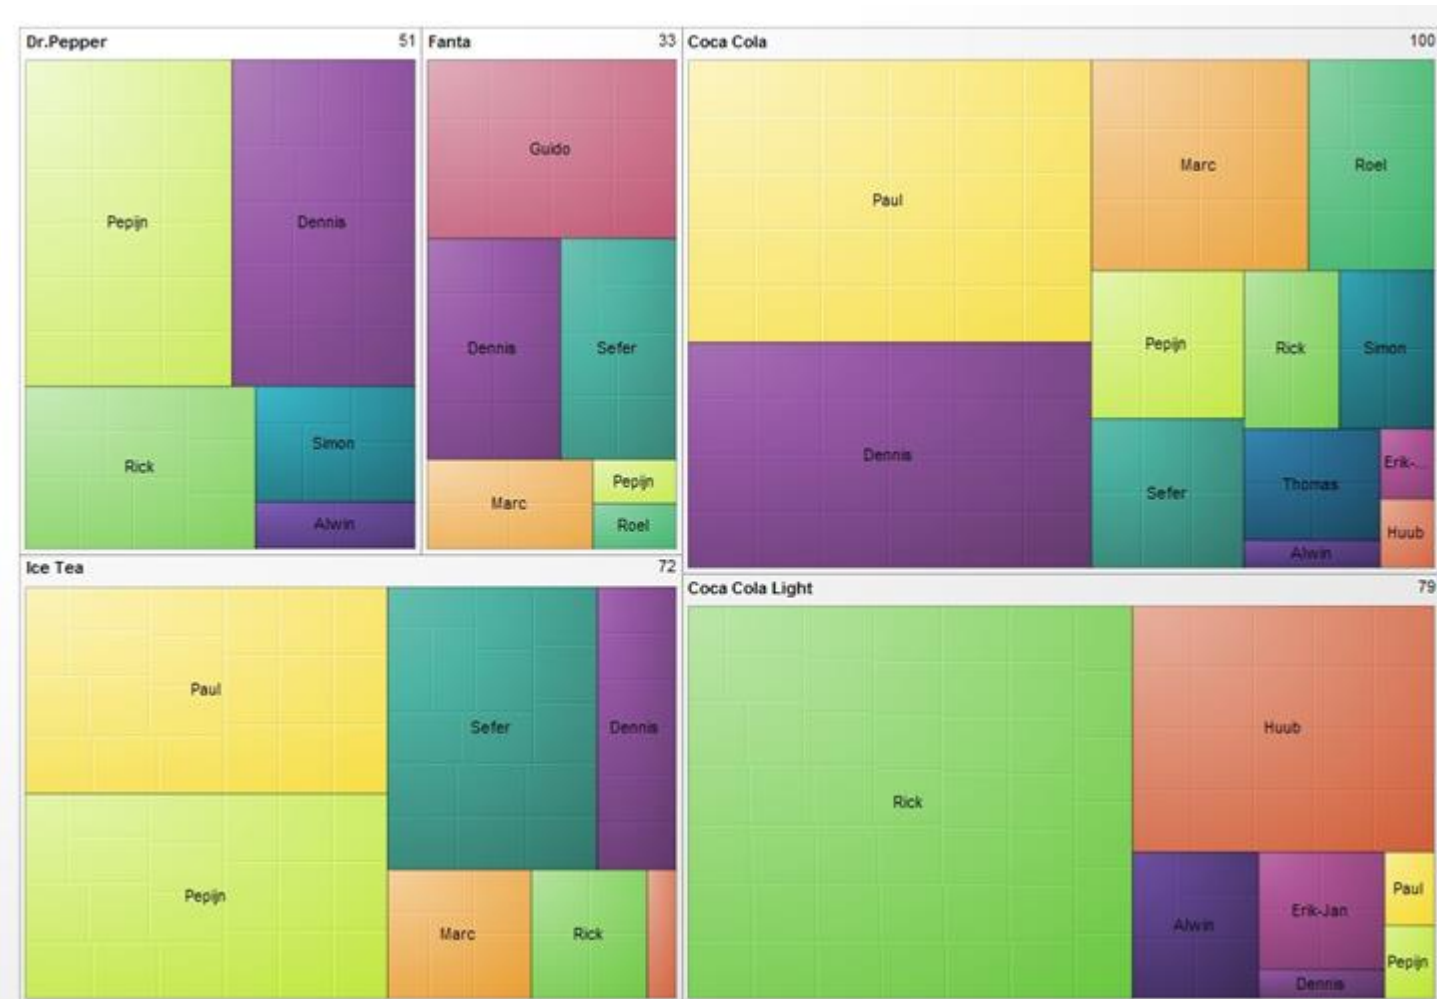 Dr.Pepper 51
Pepijn
Dennis
Rick
Simon
Alwin
Fanta 33
Guido
Dennis
Sefer
Marc
Pepijn
Roel
Coca Cola 100
Paul
Marc
Roel
Pepijn
Rick
Simon
Dennis
Sefer
Thomas
Erik-...
Huub
Alwin
Ice Tea 72
Paul
Sefer
Dennis
Pepijn
Marc
Rick
Coca Cola Light 79
Rick
Huub
Alwin
Erik-Jan
Paul
Pepijn
Dennis